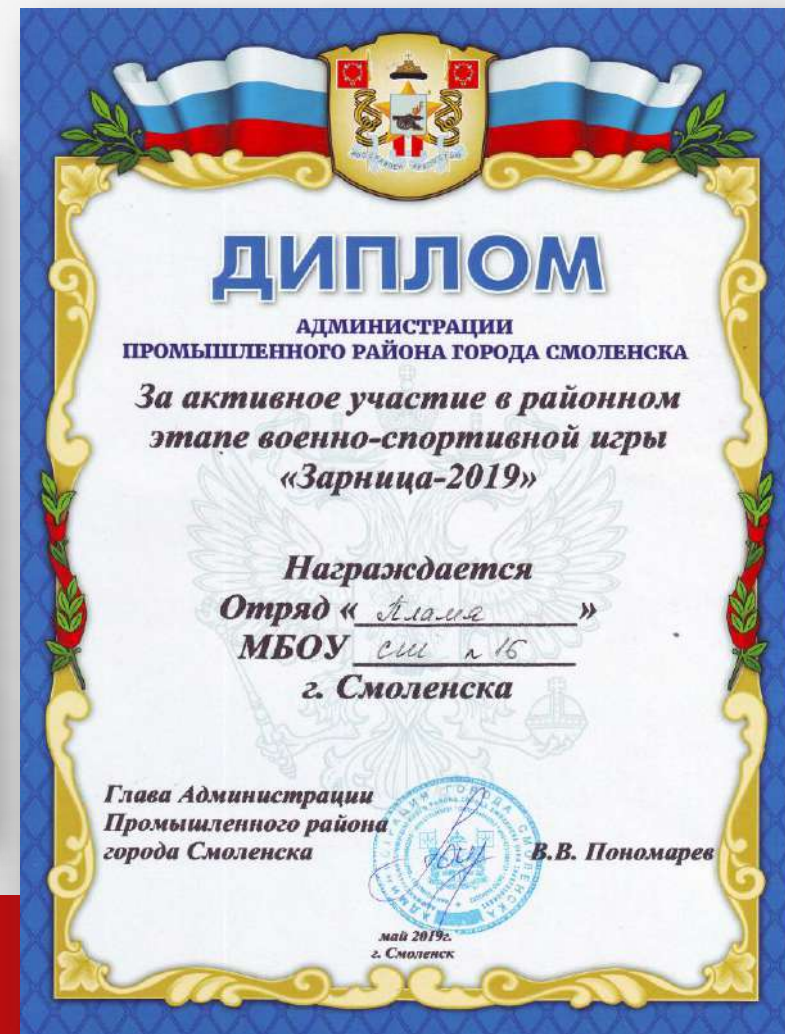 ДИПЛОМ
АДМИНИСТРАЦИИ
ПРОМЫШЛЕННОГО РАЙОНА ГОРОДА СМОЛЕНСКА
За активное участие в районном
этапе военно-спортивной игры
«Зарница-2019»
Награждается
Отряд « »
МБОУ СШ № 16
г. Смоленска
Глава Администрации
Промышленного района
города Смоленска
В.В. Пономарев
май 2019г.
г. Смоленск